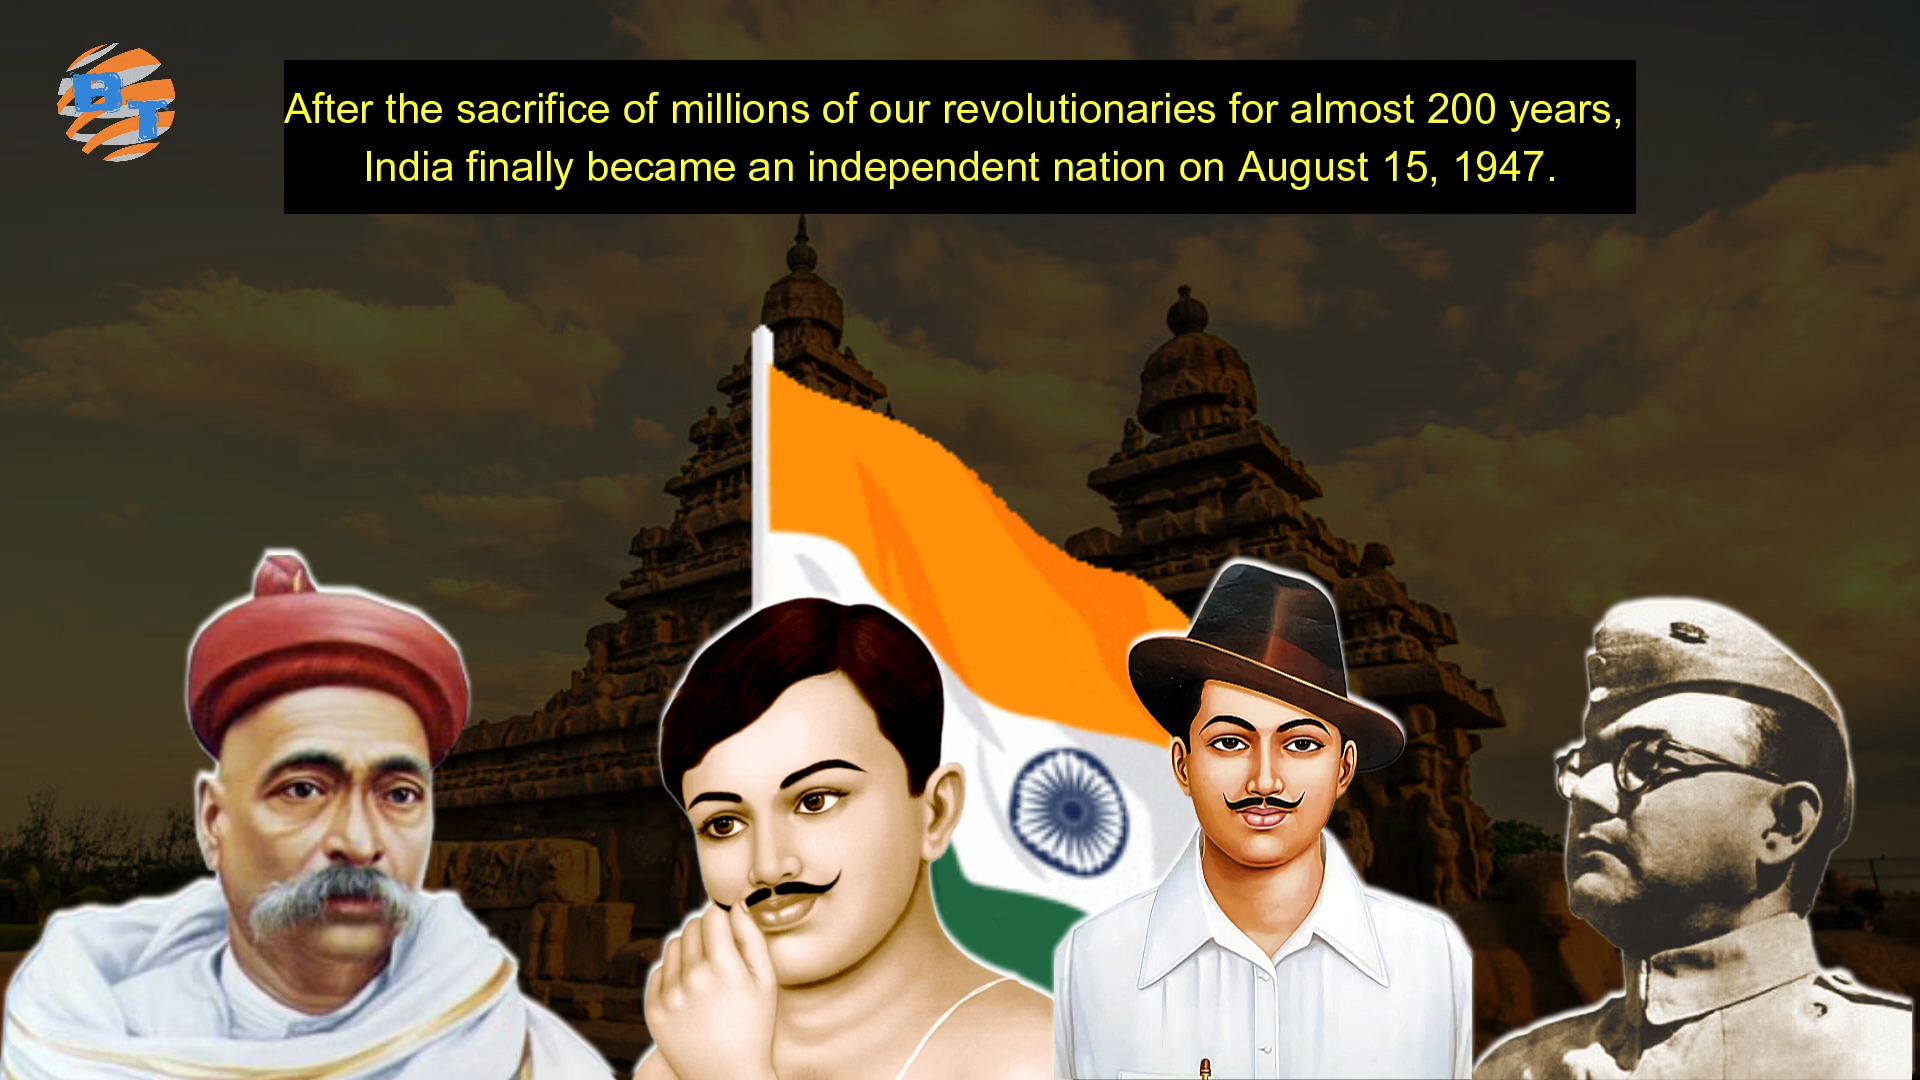 BT
After the sacrifice of millions of our revolutionaries for almost 200 years,
India finally became an independent nation on August 15, 1947.